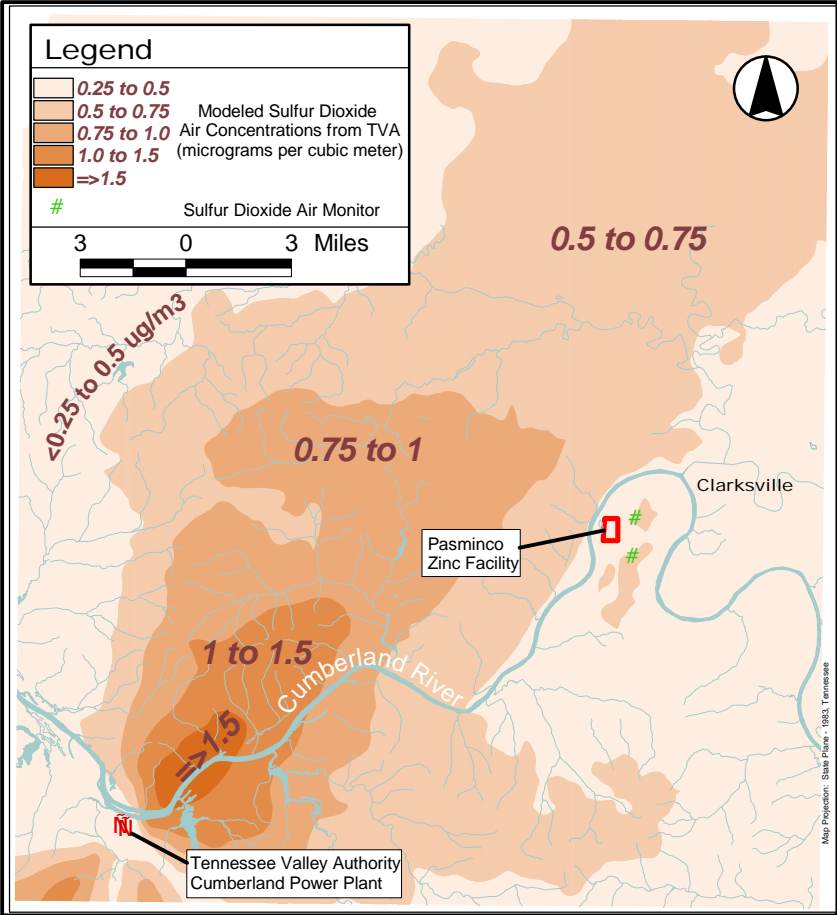 Legend
0.25 to 0.5
0.5 to 0.75
0.75 to 1.0
1.0 to 1.5
=>1.5
Modeled Sulfur Dioxide
Air Concentrations from TVA
(micrograms per cubic meter)
# Sulfur Dioxide Air Monitor
3 0 3 Miles
0.5 to 0.75
<0.25 to 0.5 ug/m3
0.75 to 1
Clarksville
#
Pasminco
Zinc Facility
#
1 to 1.5
Cumberland River
=>1.5
Tennessee Valley Authority
Cumberland Power Plant
Map Projection: State Plane - 1983, Tennessee